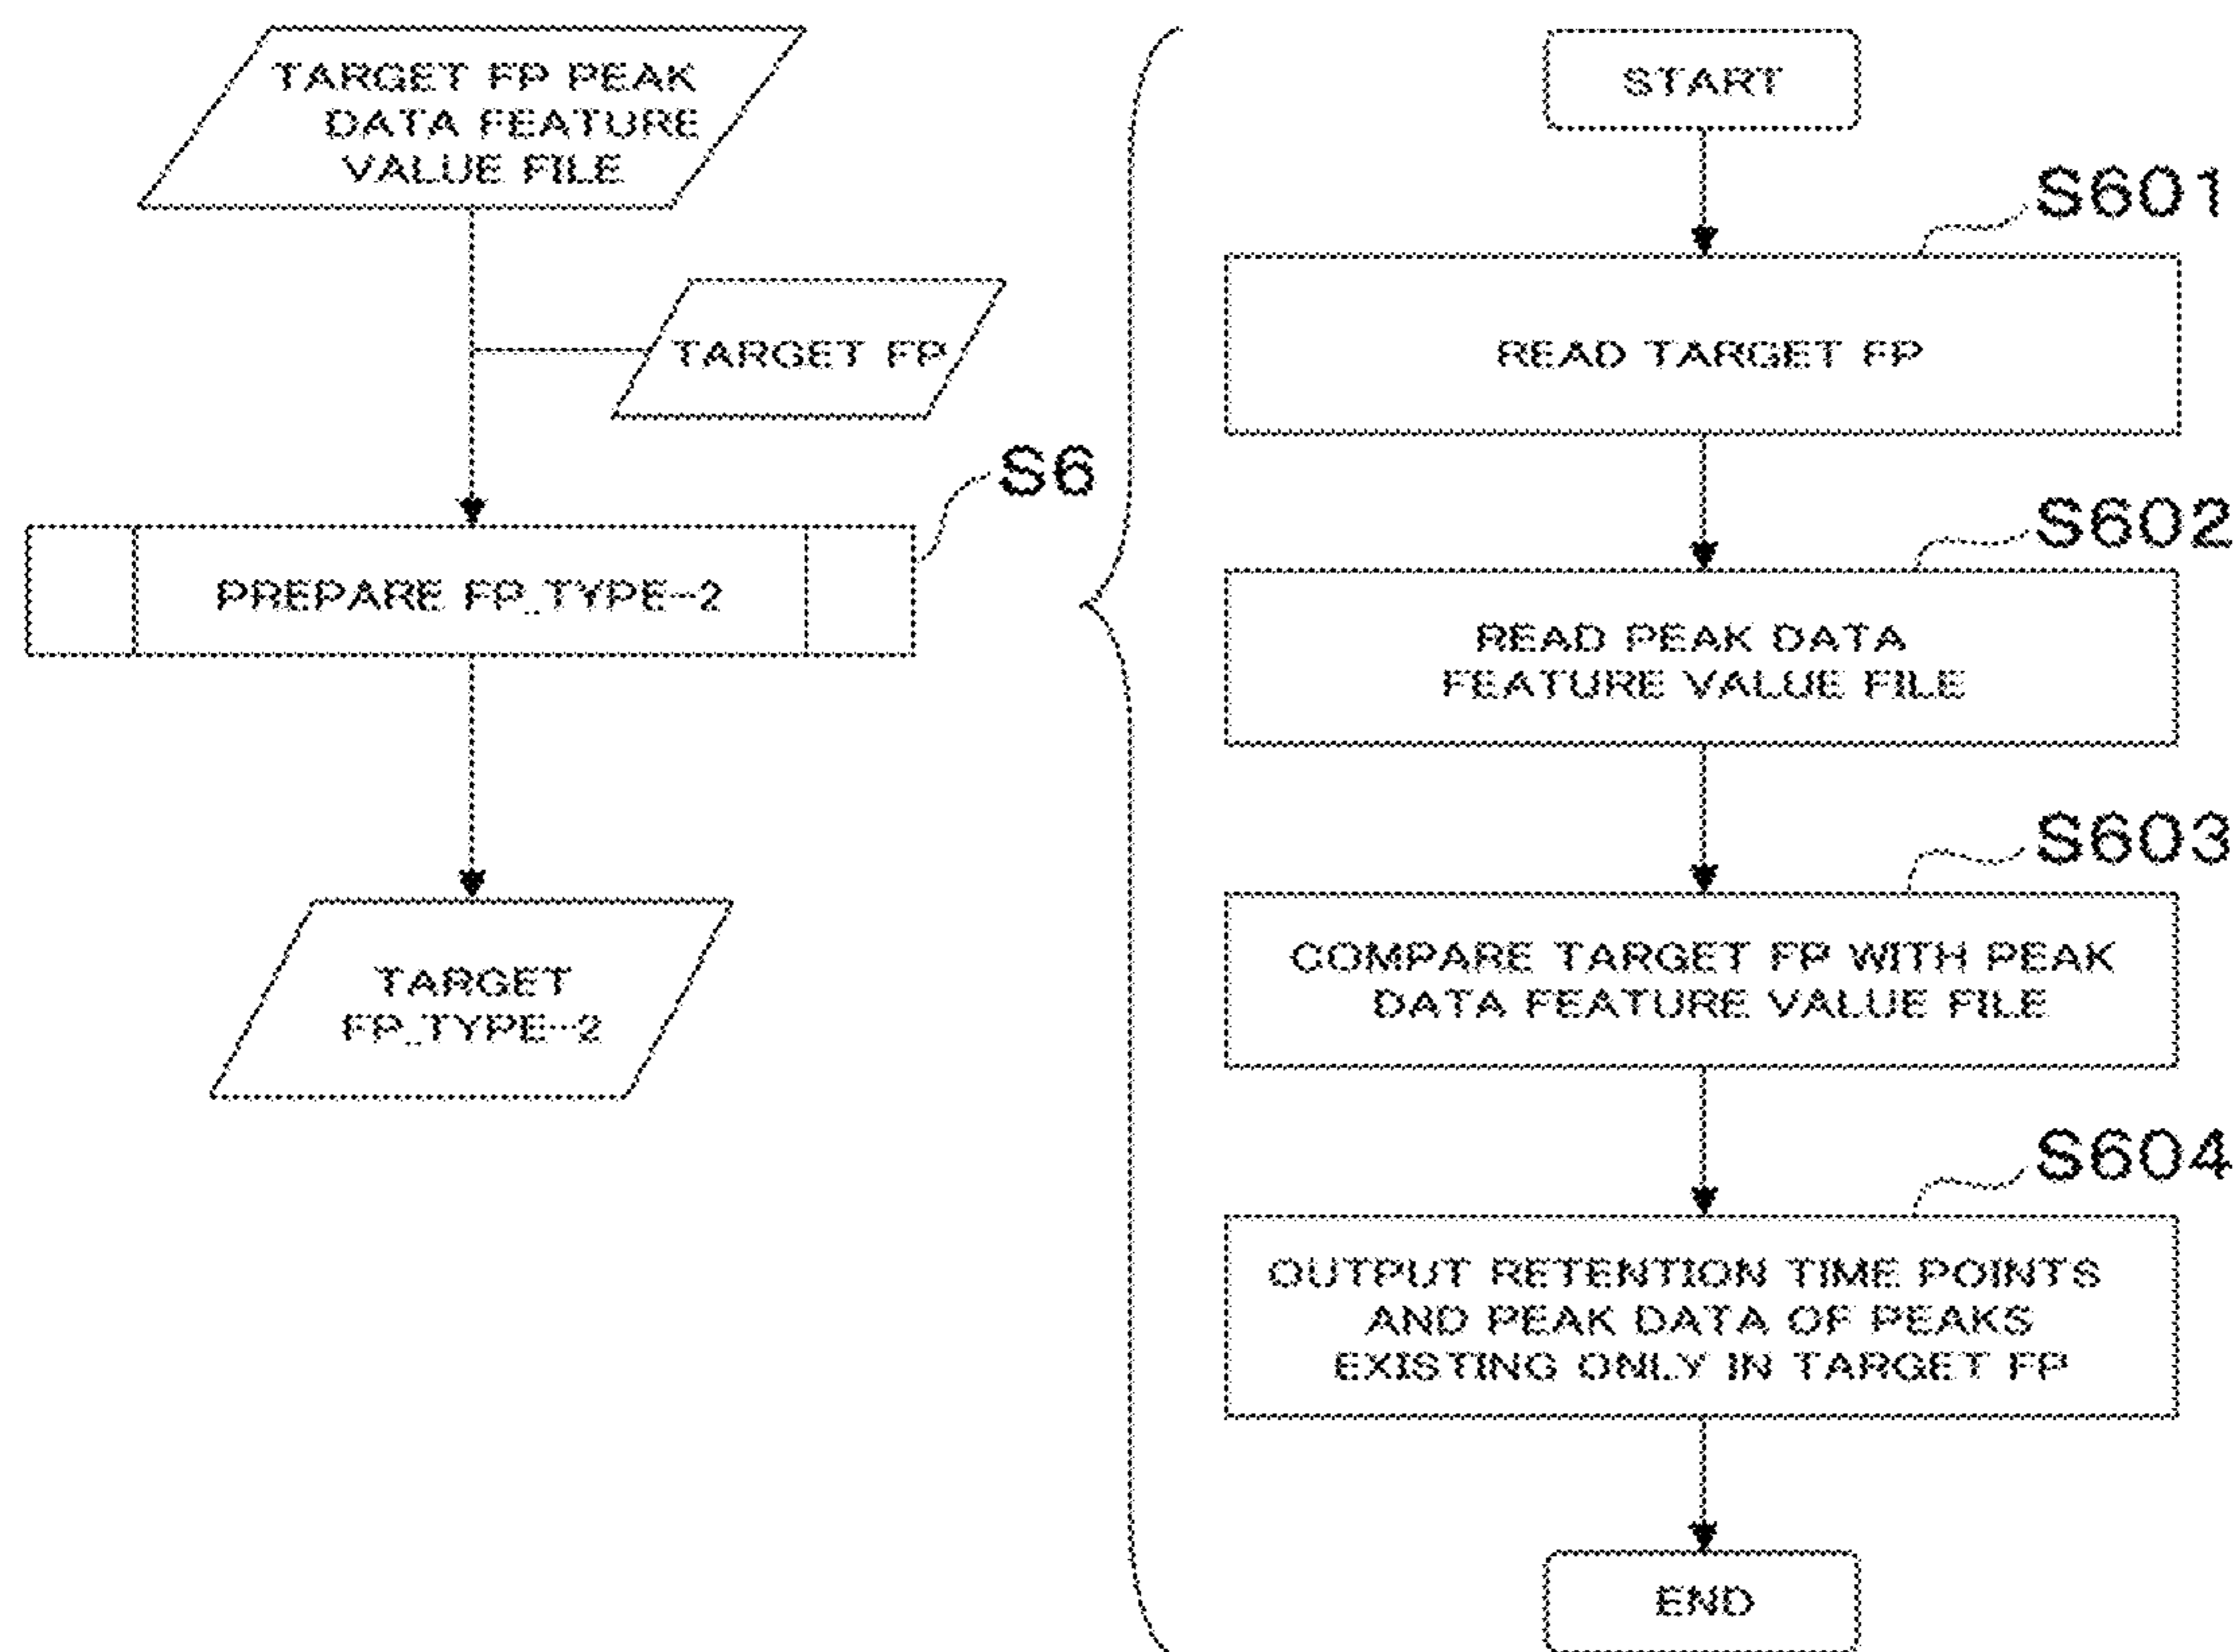 TARGET FP PEAK
DATA FEATURE
VALUE FILE
TARGET FP
S6
PREPARE FP_TYPE-2
TARGET
FP_TYPE-2
START
S601
READ TARGET FP
S602
READ PEAK DATA
FEATURE VALUE FILE
S603
COMPARE TARGET FP WITH PEAK
DATA FEATURE VALUE FILE
S604
OUTPUT RETENTION TIME POINTS
AND PEAK DATA OF PEAKS
EXISTING ONLY IN TARGET FP
END